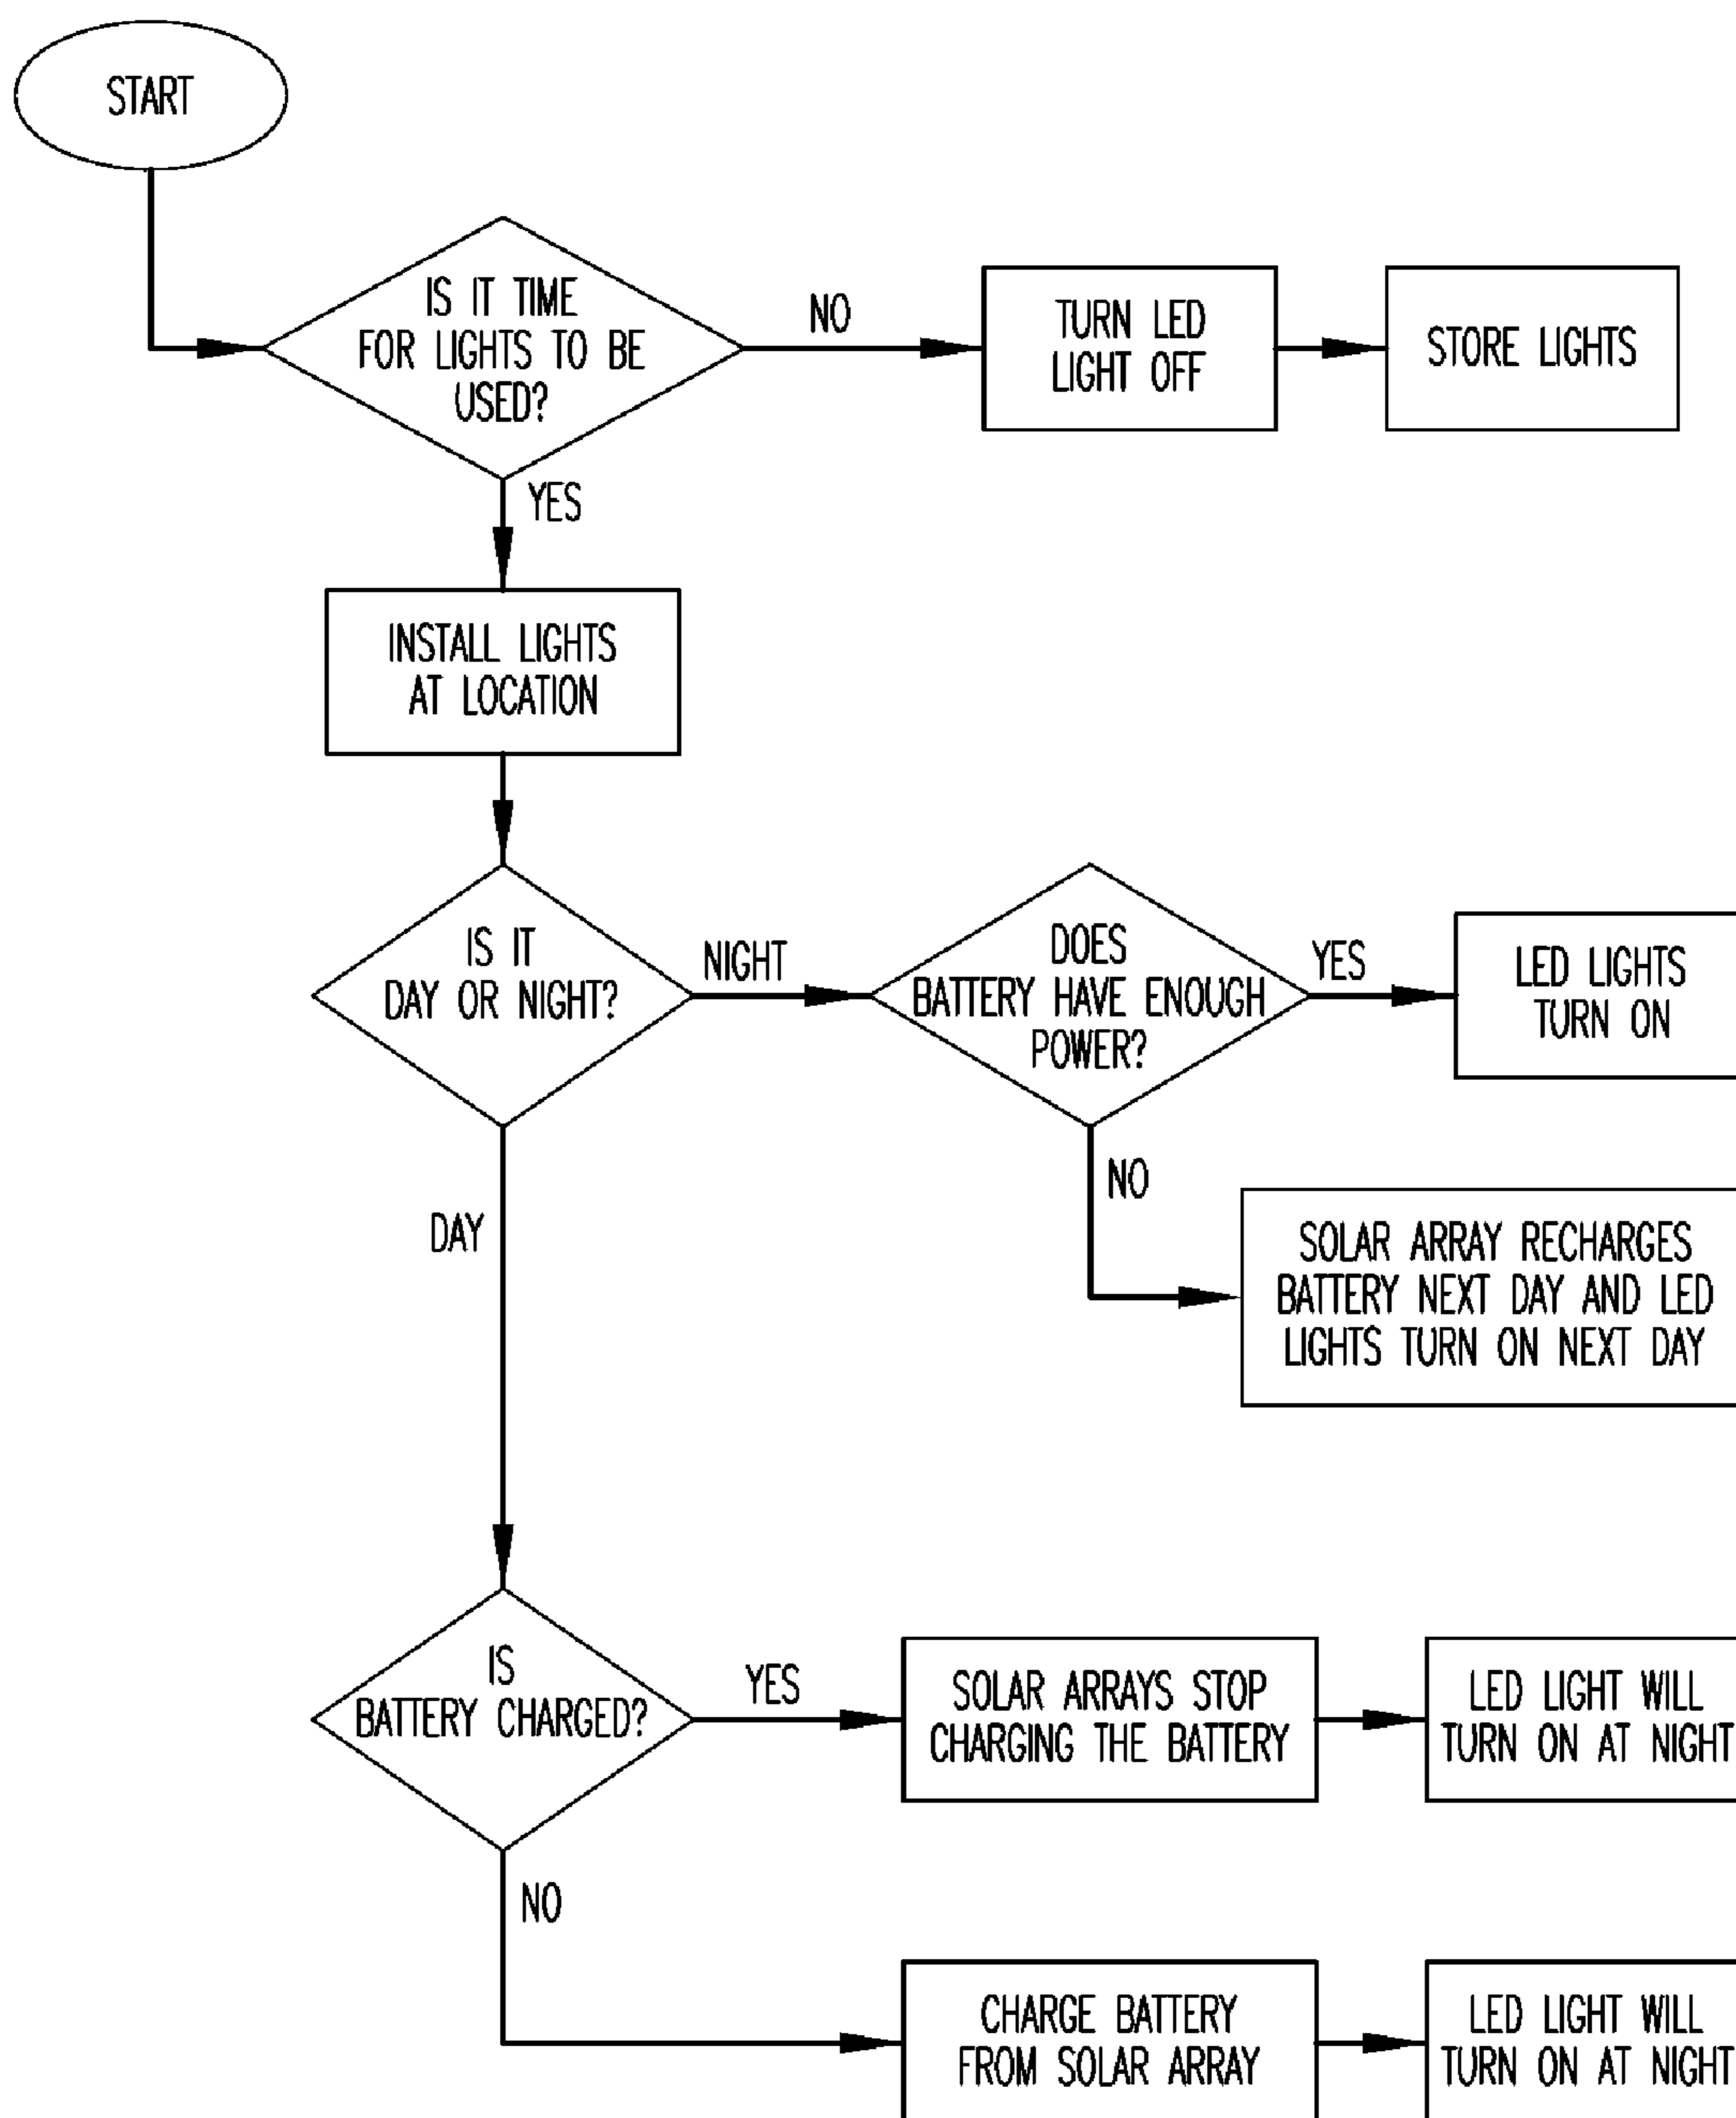 START
IS IT TIME
FOR LIGHTS TO BE
USED?
NO
TURN LED
LIGHT OFF
STORE LIGHTS
YES
INSTALL LIGHTS
AT LOCATION
IS IT
DAY OR NIGHT?
NIGHT
DOES
BATTERY HAVE ENOUGH
POWER?
YES
LED LIGHTS
TURN ON
NO
SOLAR ARRAY RECHARGES
BATTERY NEXT DAY AND LED
LIGHTS TURN ON NEXT DAY
DAY
IS
BATTERY CHARGED?
YES
SOLAR ARRAYS STOP
CHARGING THE BATTERY
LED LIGHT WILL
TURN ON AT NIGHT
NO
CHARGE BATTERY
FROM SOLAR ARRAY
LED LIGHT WILL
TURN ON AT NIGHT